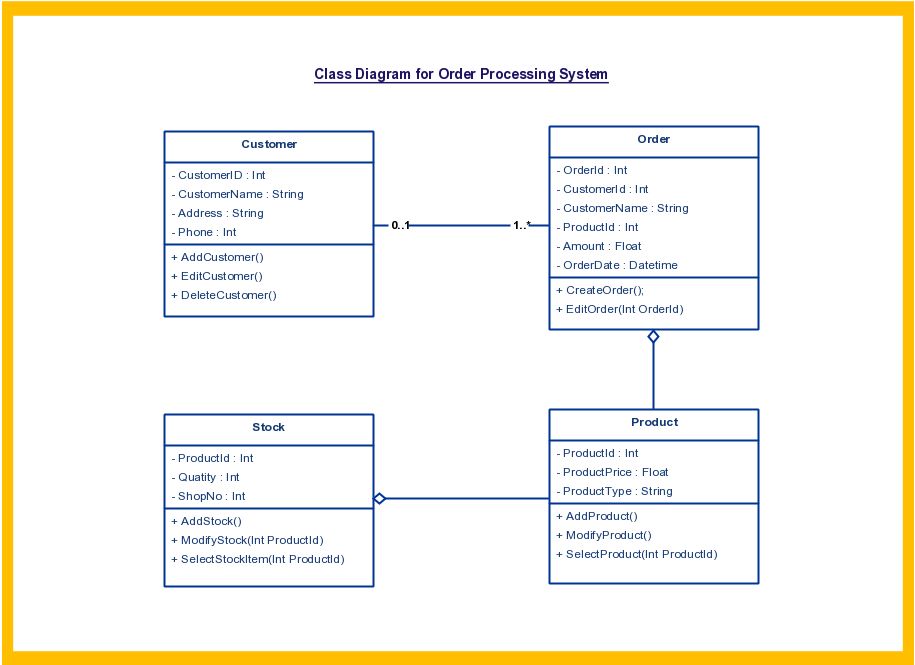 Class Diagram for Order Processing System
Customer
- CustomerID : Int
- CustomerName : String
- Address : String
- Phone : Int
+ AddCustomer()
+ EditCustomer()
+ DeleteCustomer()
0..1
1..*
Order
- OrderId : Int
- CustomerId : Int
- CustomerName : String
- ProductId : Int
- Amount : Float
- OrderDate : Datetime
+ CreateOrder();
+ EditOrder(Int OrderId)
Stock
- ProductId : Int
- Quatity : Int
- ShopNo : Int
+ AddStock()
+ ModifyStock(Int ProductId)
+ SelectStockItem(Int ProductId)
Product
- ProductId : Int
- ProductPrice : Float
- ProductType : String
+ AddProduct()
+ ModifyProduct()
+ SelectProduct(Int ProductId)